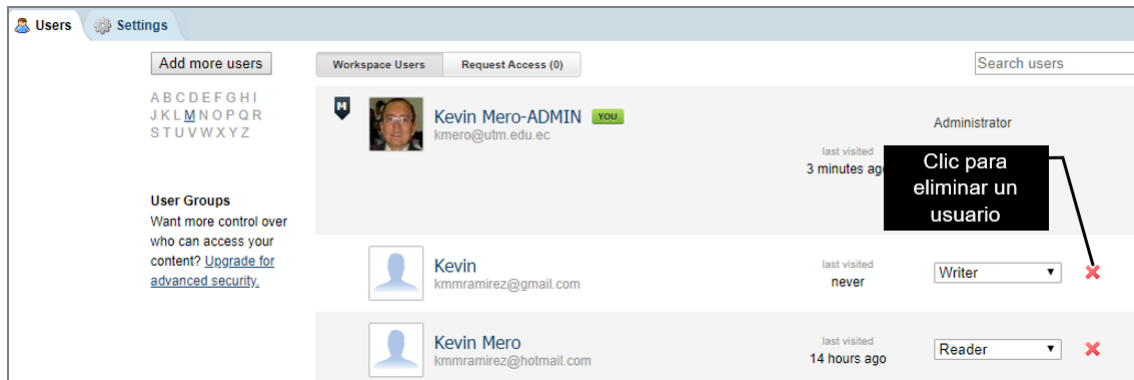 Users Settings
Add more users
Workspace Users Request Access (0)
Search users
A B C D E F G H I
J K L M N O P Q R
S T U V W X Y Z
M
Kevin Mero-ADMIN YOU
kmero@utm.edu.ec
Administrator
last visited
3 minutes ago
Clic para
eliminar un
usuario
User Groups
Want more control over
who can access your
content? Upgrade for
advanced security.
Kevin
kmmramirez@gmail.com
last visited
never
Writer
Kevin Mero
kmmramirez@hotmail.com
last visited
14 hours ago
Reader